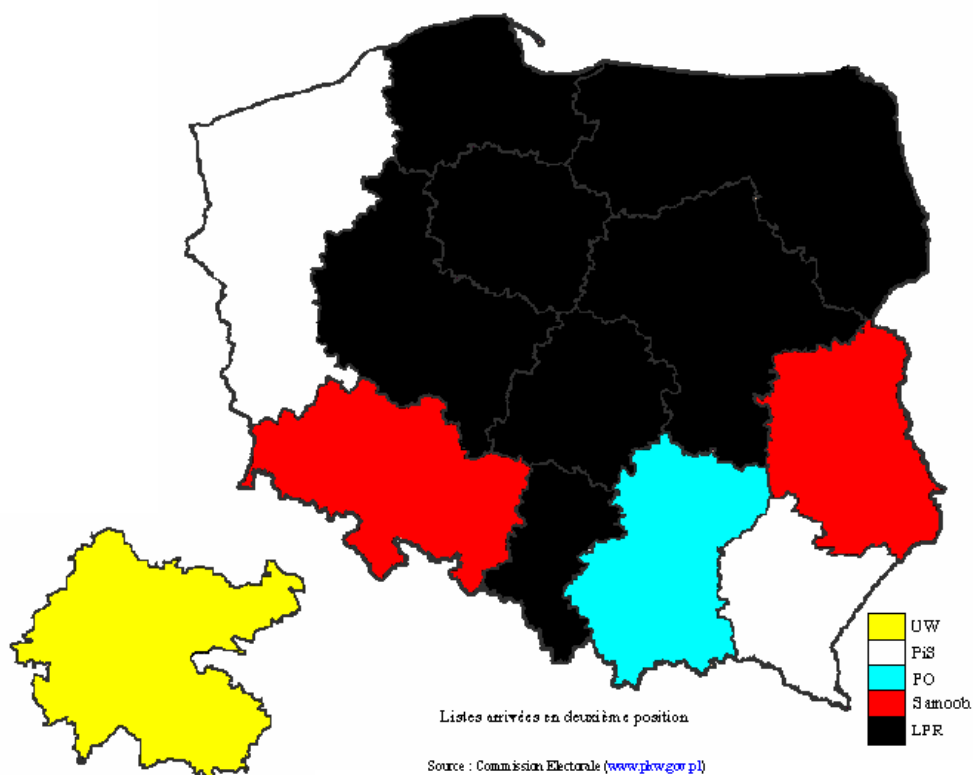 UW
PiS
PO
Samoob
LPR
Listes arrivées en deuxième position
Source : Commission Electorale (www.pkw.gov.pl)